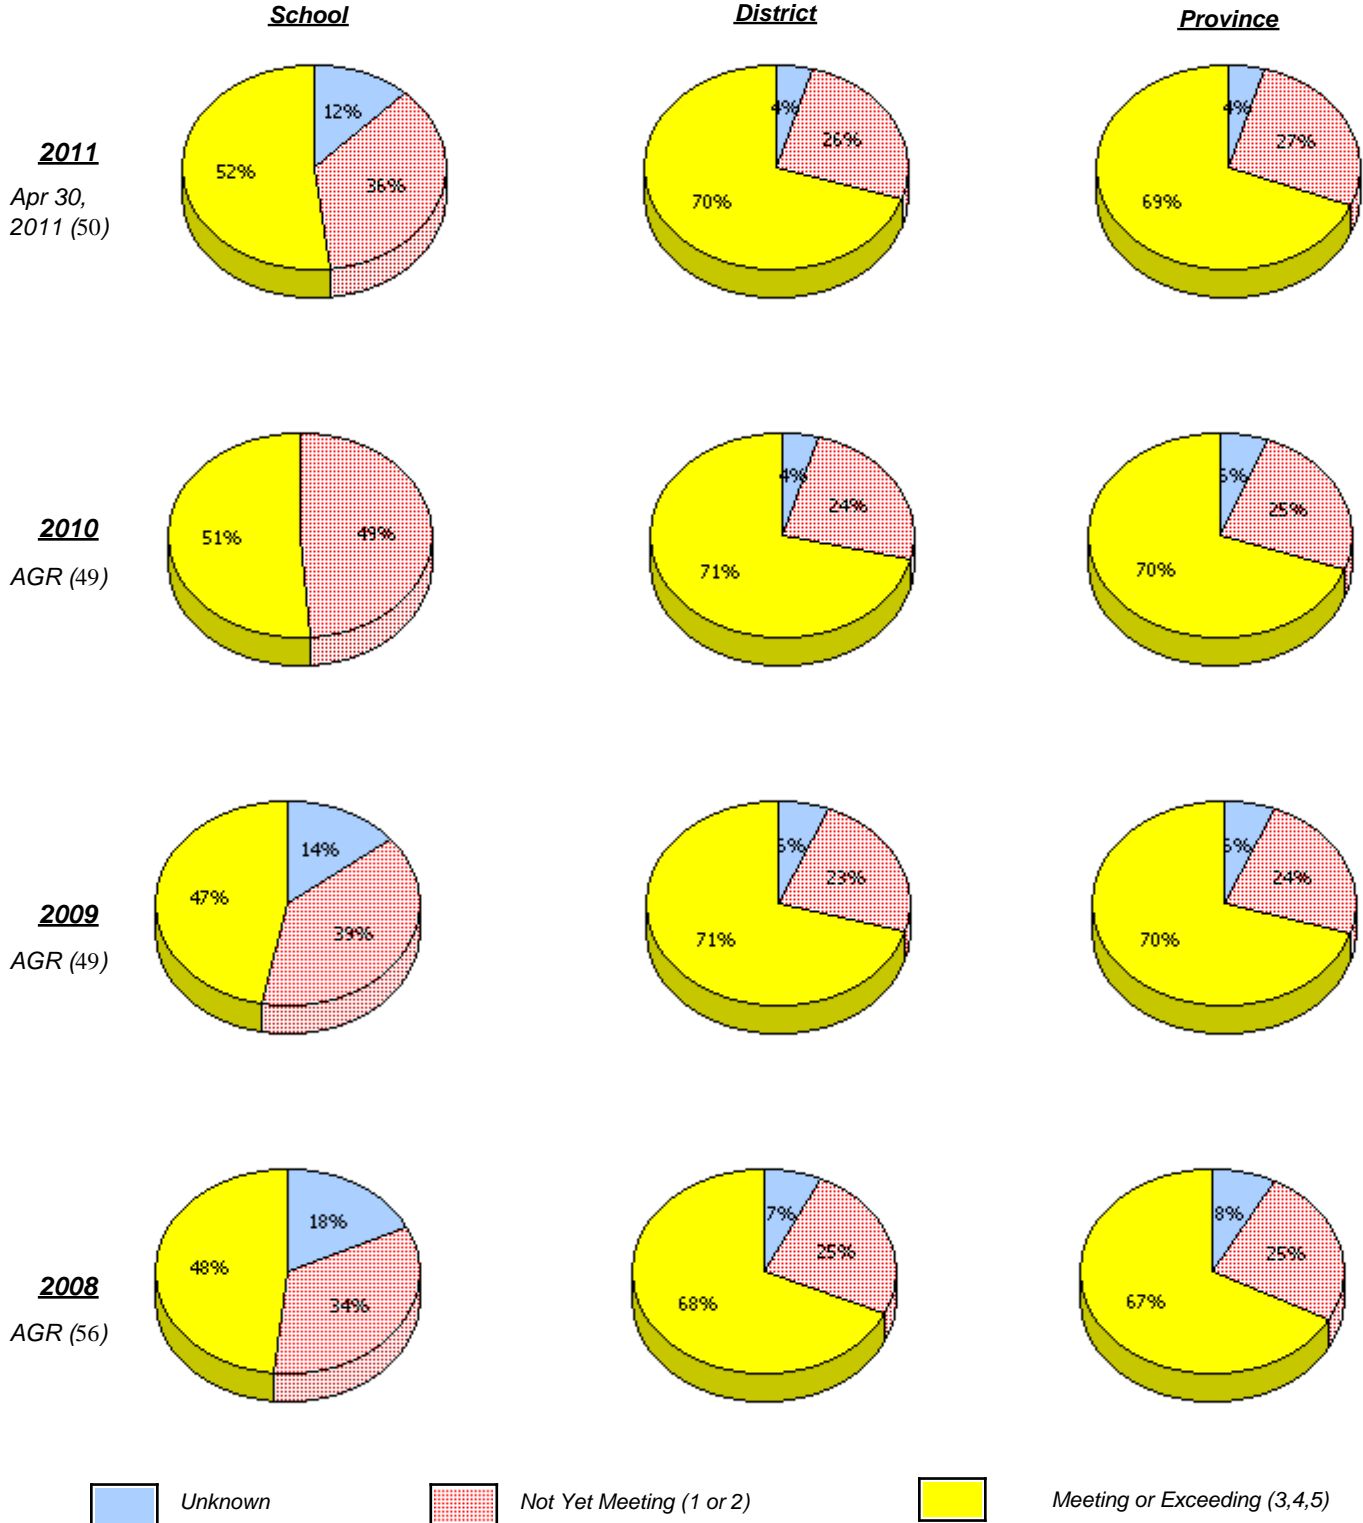 School District Province
12% 4% 4%
2011 52% 36% 70% 26% 69% 27%
Apr 30,
2011 (50)
4%
2010 51% 49% 71% 24% 70% 25%
AGR (49)
14%
2009 47% 39% 71% 23% 70% 24%
AGR (49)
18% 7% 8%
2008 48% 34% 68% 25% 67% 25%
AGR (56)
Unknown Not Yet Meeting (1 or 2) Meeting or Exceeding (3,4,5)